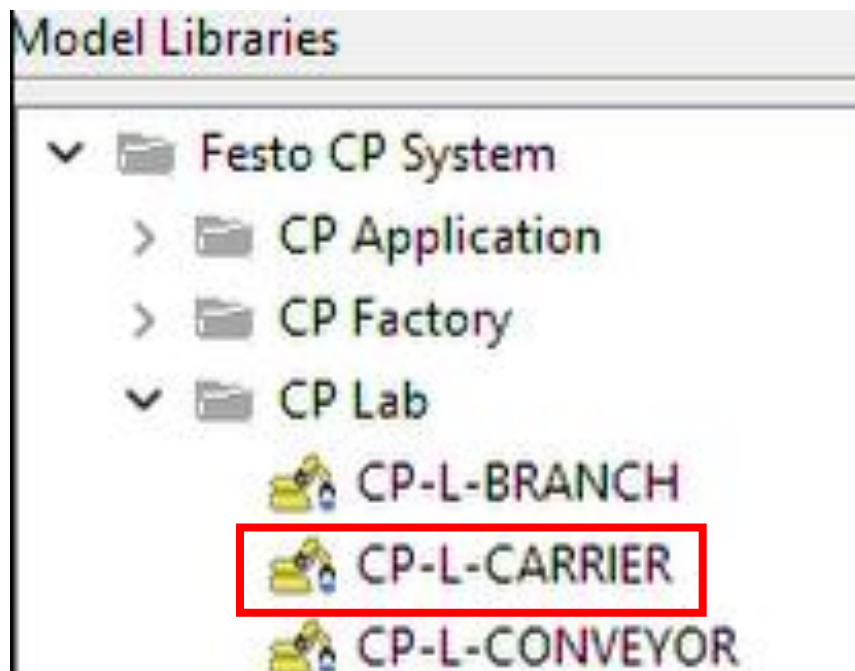 Model Libraries
Festo CP System
CP Application
CP Factory
CP Lab
CP-L-BRANCH
CP-L-CARRIER
CP-L-CONVEYOR